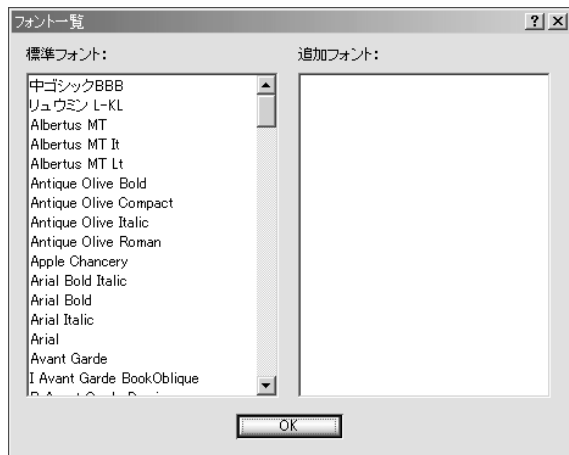 フォント一覧
標準フォント:
追加フォント:
中ゴシックBBB
リュウミン L-KL
Albertus MT
Albertus MT It
Albertus MT Lt
Antique Olive Bold
Antique Olive Compact
Antique Olive Italic
Antique Olive Roman
Apple Chancery
Arial Bold Italic
Arial Bold
Arial Italic
Arial
Avant Garde
I Avant Garde BookOblique
OK